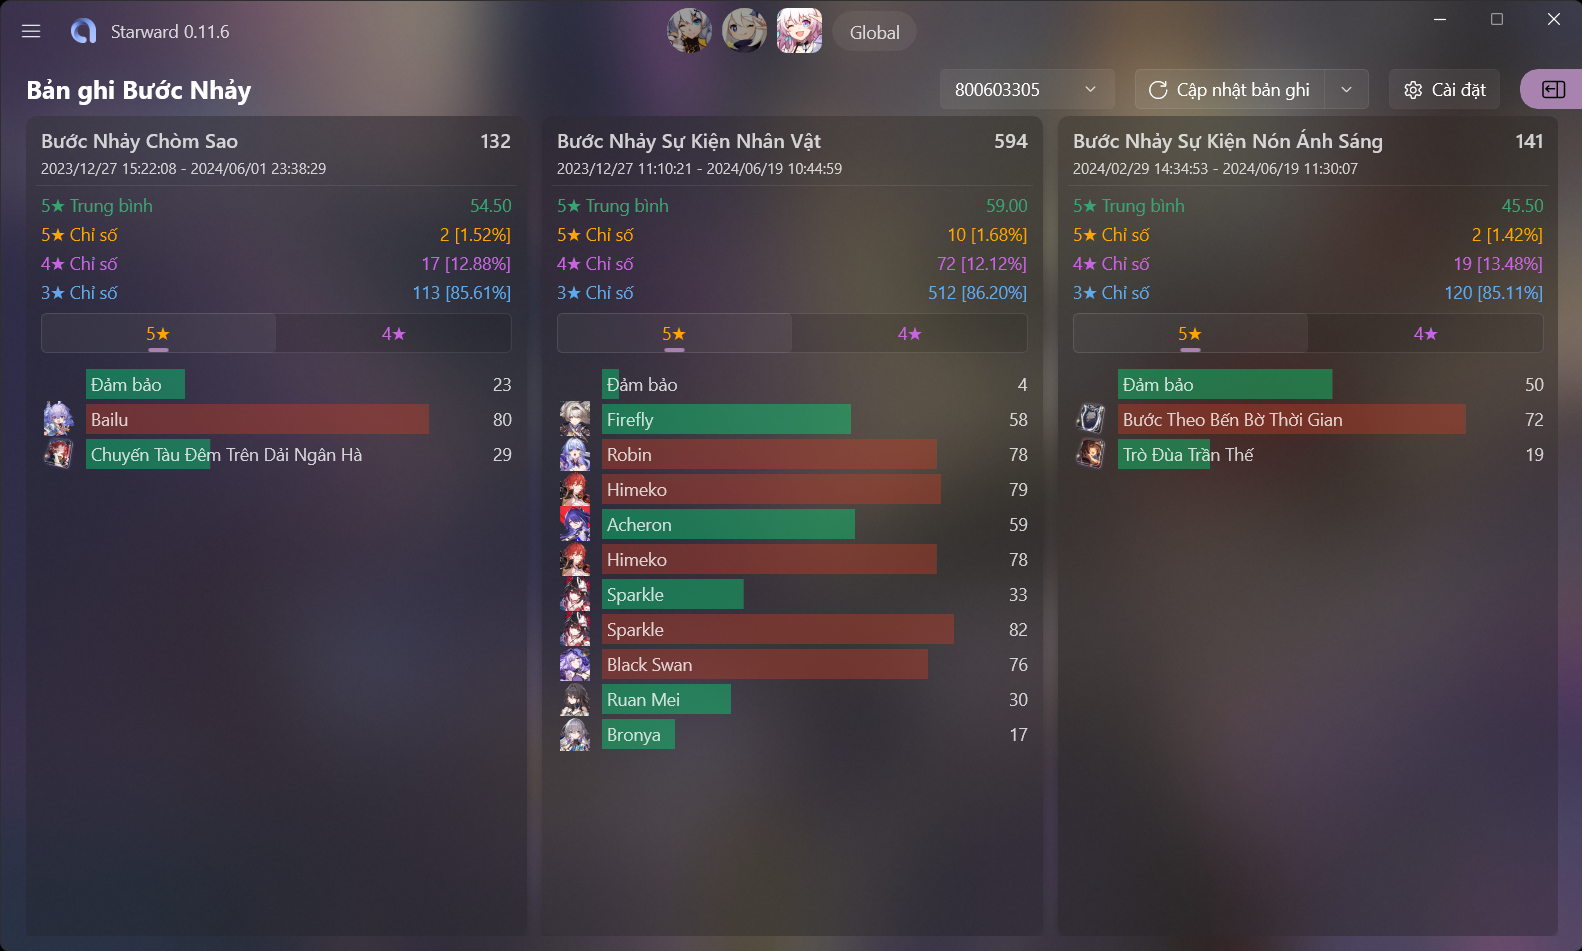 Starward 0.11.6
Global
Bản ghi Bước Nhảy
800603305
Cập nhật bản ghi
Cài đặt
Bước Nhảy Chòm Sao 132
2023/12/27 15:22:08 - 2024/06/01 23:38:29
5★ Trung bình 54.50
5★ Chỉ số 2 [1.52%]
4★ Chỉ số 17 [12.88%]
3★ Chỉ số 113 [85.61%]
5★ 4★
Đảm bảo 23
Bailu 80
Chuyến Tàu Đêm Trên Dải Ngân Hà 29
Bước Nhảy Sự Kiện Nhân Vật 594
2023/12/27 11:10:21 - 2024/06/19 10:44:59
5★ Trung bình 59.00
5★ Chỉ số 10 [1.68%]
4★ Chỉ số 72 [12.12%]
3★ Chỉ số 512 [86.20%]
5★ 4★
Đảm bảo 4
Firefly 58
Robin 78
Himeko 79
Acheron 59
Himeko 78
Sparkle 33
Sparkle 82
Black Swan 76
Ruan Mei 30
Bronya 17
Bước Nhảy Sự Kiện Nón Ánh Sáng 141
2024/02/29 14:34:53 - 2024/06/19 11:30:07
5★ Trung bình 45.50
5★ Chỉ số 2 [1.42%]
4★ Chỉ số 19 [13.48%]
3★ Chỉ số 120 [85.11%]
5★ 4★
Đảm bảo 50
Bước Theo Bến Bờ Thời Gian 72
Trò Đùa Trần Thế 19